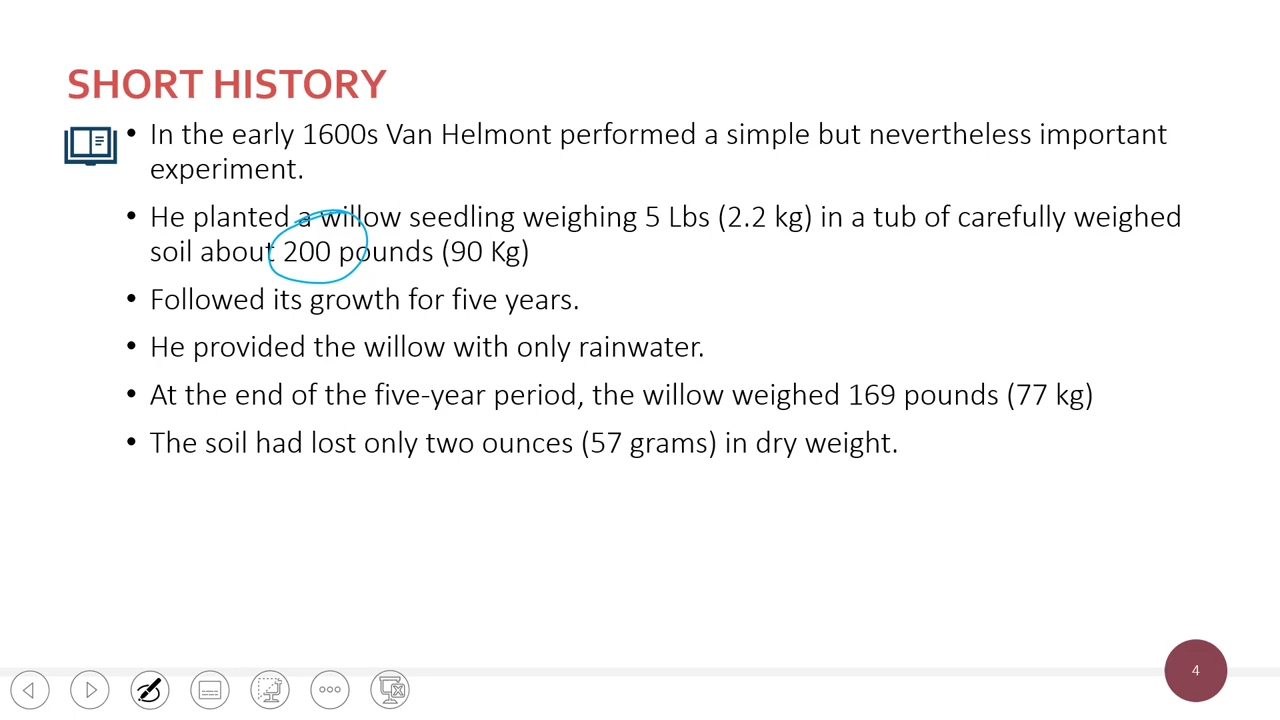 SHORT HISTORY
• In the early 1600s Van Helmont performed a simple but nevertheless important
experiment.
• He planted a willow seedling weighing 5 Lbs (2.2 kg) in a tub of carefully weighed
soil about 200 pounds (90 Kg)
• Followed its growth for five years.
• He provided the willow with only rainwater.
• At the end of the five-year period, the willow weighed 169 pounds (77 kg)
• The soil had lost only two ounces (57 grams) in dry weight.
4